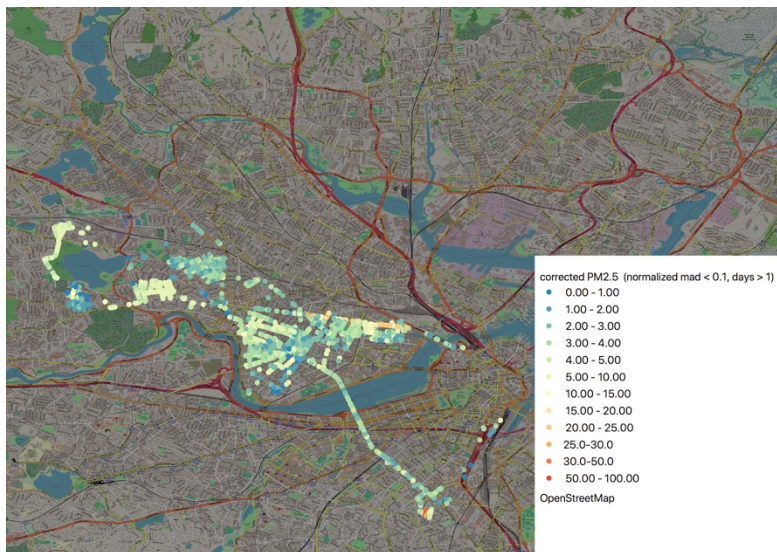 corrected PM2.5 (normalized mad < 0.1, days > 1)
0.00 - 1.00
1.00 - 2.00
2.00 - 3.00
3.00 - 4.00
4.00 - 5.00
5.00 - 10.00
10.00 - 15.00
15.00 - 20.00
20.00 - 25.00
25.0-30.0
30.0-50.0
50.00 - 100.00
OpenStreetMap